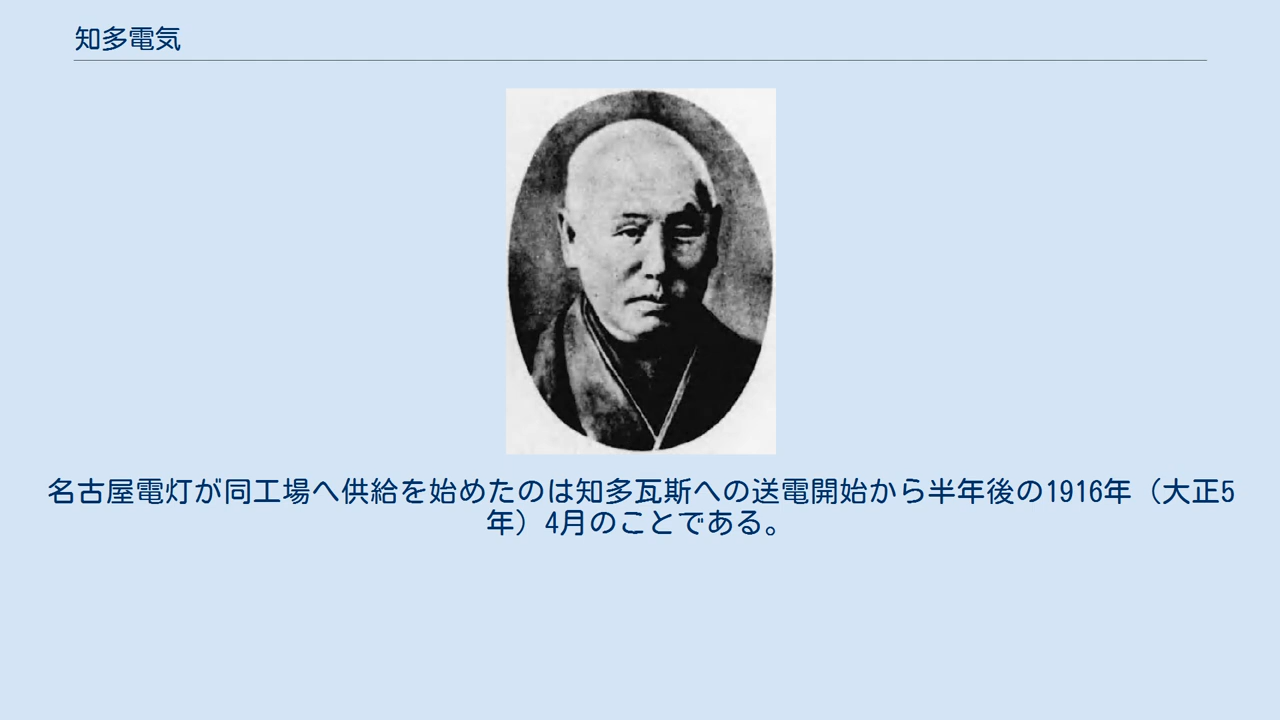 知多電気
名古屋電灯が同工場へ供給を始めたのは知多瓦斯への送電開始から半年後の1916年（大正5
年）4月のことである。